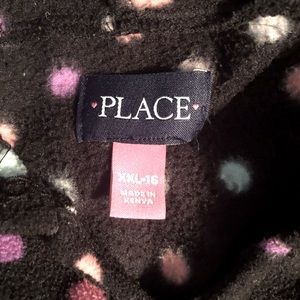 PLACE
XXL-16
MADE IN
KENYA